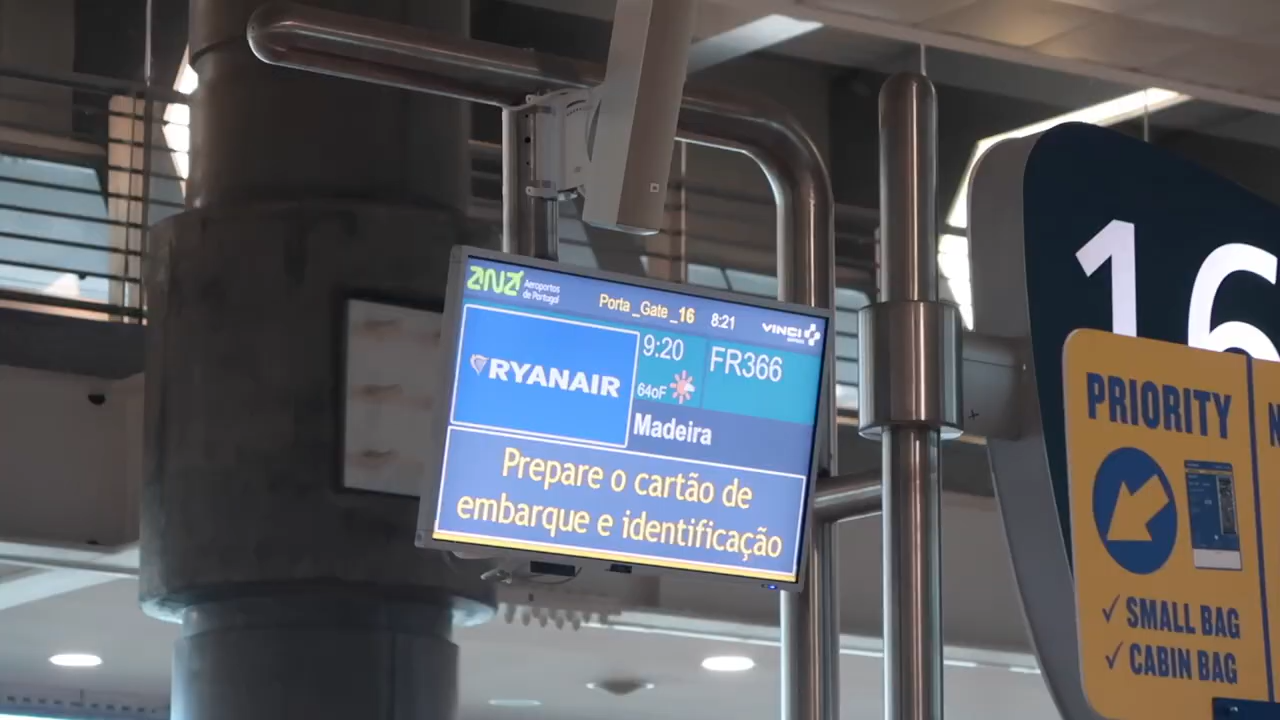 ANA Aeroportos
de Portugal
Porta_Gate_16 8:21
VINCI
AIRPORTS
RYANAIR
9:20 FR366
64oF
Madeira
Prepare o cartão de
embarque e identificação
16
PRIORITY
✓ SMALL BAG
✓ CABIN BAG
N